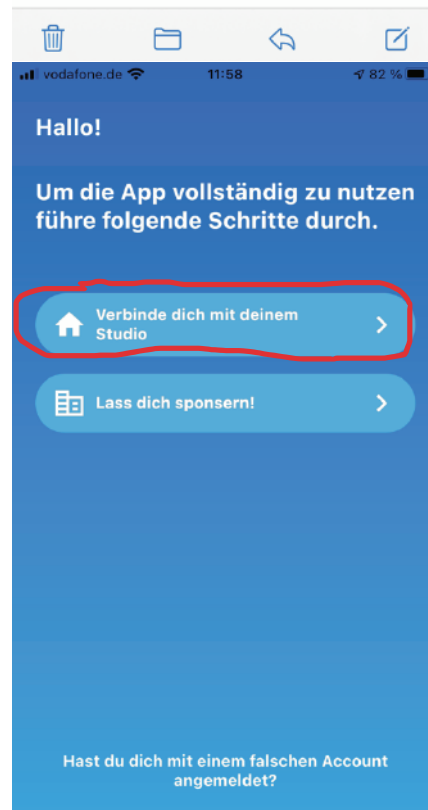 vodafone.de 11:58 82 %
Hallo!
Um die App vollständig zu nutzen
führe folgende Schritte durch.
Verbinde dich mit deinem
Studio
Lass dich sponsern!
Hast du dich mit einem falschen Account
angemeldet?